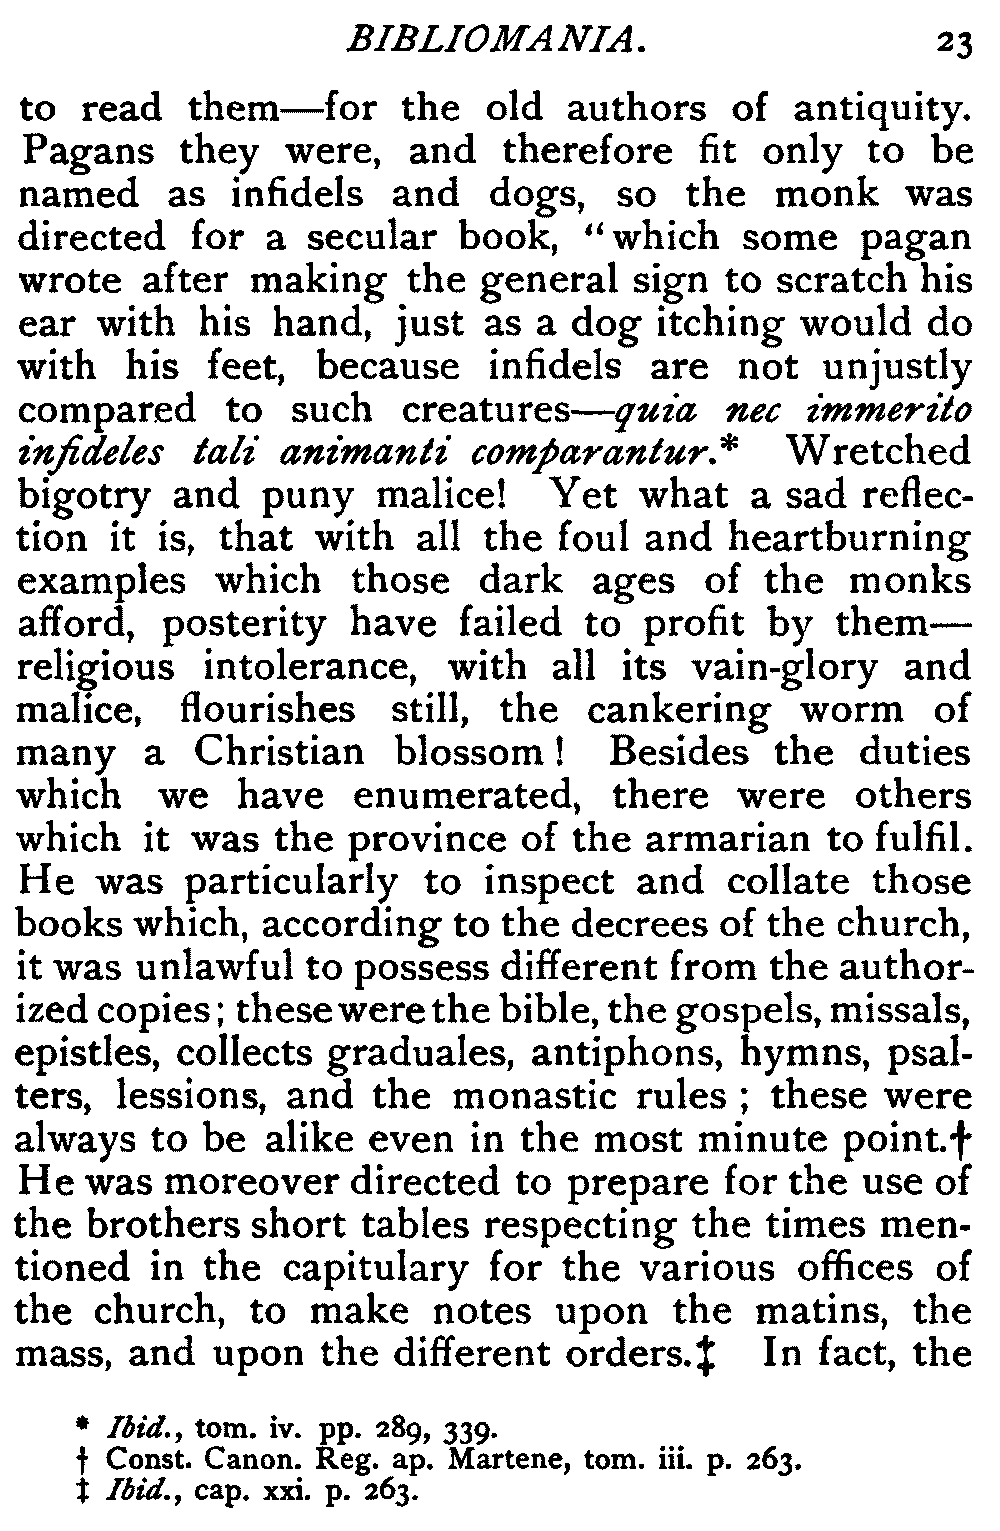 BIBLIOMANIA. 23
to read them—for the old authors of antiquity.
Pagans they were, and therefore fit only to be
named as infidels and dogs, so the monk was
directed for a secular book, “which some pagan
wrote after making the general sign to scratch his
ear with his hand, just as a dog itching would do
with his feet, because infidels are not unjustly
compared to such creatures—quia nec immerito
infideles tali animanti comparantur.* Wretched
bigotry and puny malice! Yet what a sad reflec-
tion it is, that with all the foul and heartburning
examples which those dark ages of the monks
afford, posterity have failed to profit by them—
religious intolerance, with all its vain-glory and
malice, flourishes still, the cankering worm of
many a Christian blossom! Besides the duties
which we have enumerated, there were others
which it was the province of the armarian to fulfil.
He was particularly to inspect and collate those
books which, according to the decrees of the church,
it was unlawful to possess different from the author-
ized copies; these were the bible, the gospels, missals,
epistles, collects graduales, antiphons, hymns, psal-
ters, lessions, and the monastic rules; these were
always to be alike even in the most minute point.†
He was moreover directed to prepare for the use of
the brothers short tables respecting the times men-
tioned in the capitulary for the various offices of
the church, to make notes upon the matins, the
mass, and upon the different orders.‡ In fact, the
* Ibid., tom. iv. pp. 289, 339.
† Const. Canon. Reg. ap. Martene, tom. iii. p. 263.
‡ Ibid., cap. xxi. p. 263.